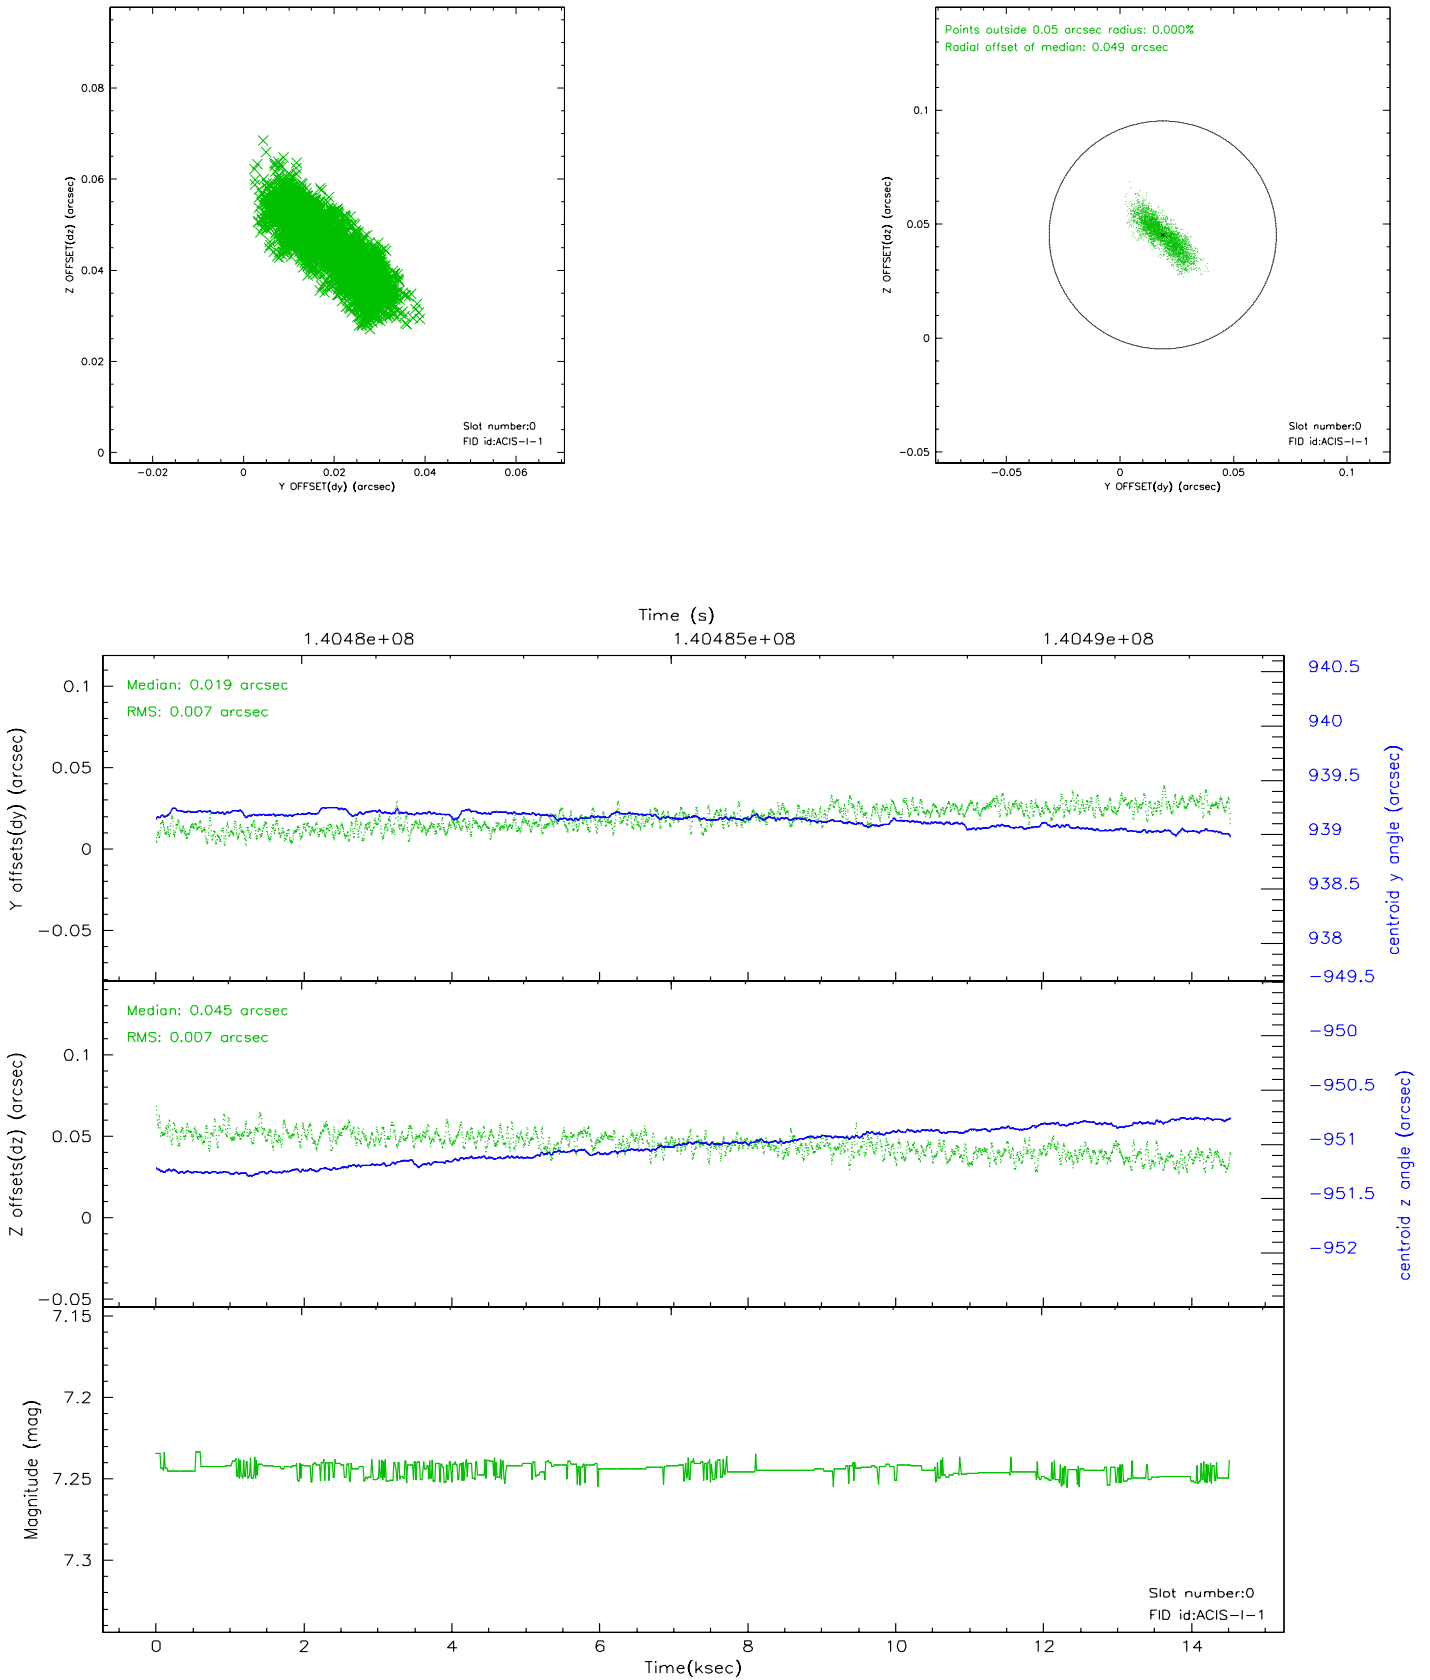 0.08
0.06
0.04
0.02
0
Z OFFSET(dz) (arcsec)
Slot number:0
FID id:ACIS-I-1
-0.02
0
0.02
0.04
0.06
Y OFFSET(dy) (arcsec)
Points outside 0.05 arcsec radius: 0.000%
Radial offset of median: 0.049 arcsec
0.1
0.05
0
-0.05
Z OFFSET(dz) (arcsec)
Slot number:0
FID id:ACIS-I-1
-0.05
0
0.05
0.1
Y OFFSET(dy) (arcsec)
Time (s)
1.4048e+08
1.40485e+08
1.4049e+08
Median: 0.019 arcsec
RMS: 0.007 arcsec
0.1
0.05
0
-0.05
Y offsets(dy) (arcsec)
940.5
940
939.5
939
938.5
938
centroid y angle (arcsec)
Median: 0.045 arcsec
RMS: 0.007 arcsec
0.1
0.05
0
-0.05
Z offsets(dz) (arcsec)
-949.5
-950
-950.5
-951
-951.5
-952
centroid z angle (arcsec)
7.15
7.2
7.25
7.3
Magnitude (mag)
Slot number:0
FID id:ACIS-I-1
0
2
4
6
8
10
12
14
Time(ksec)